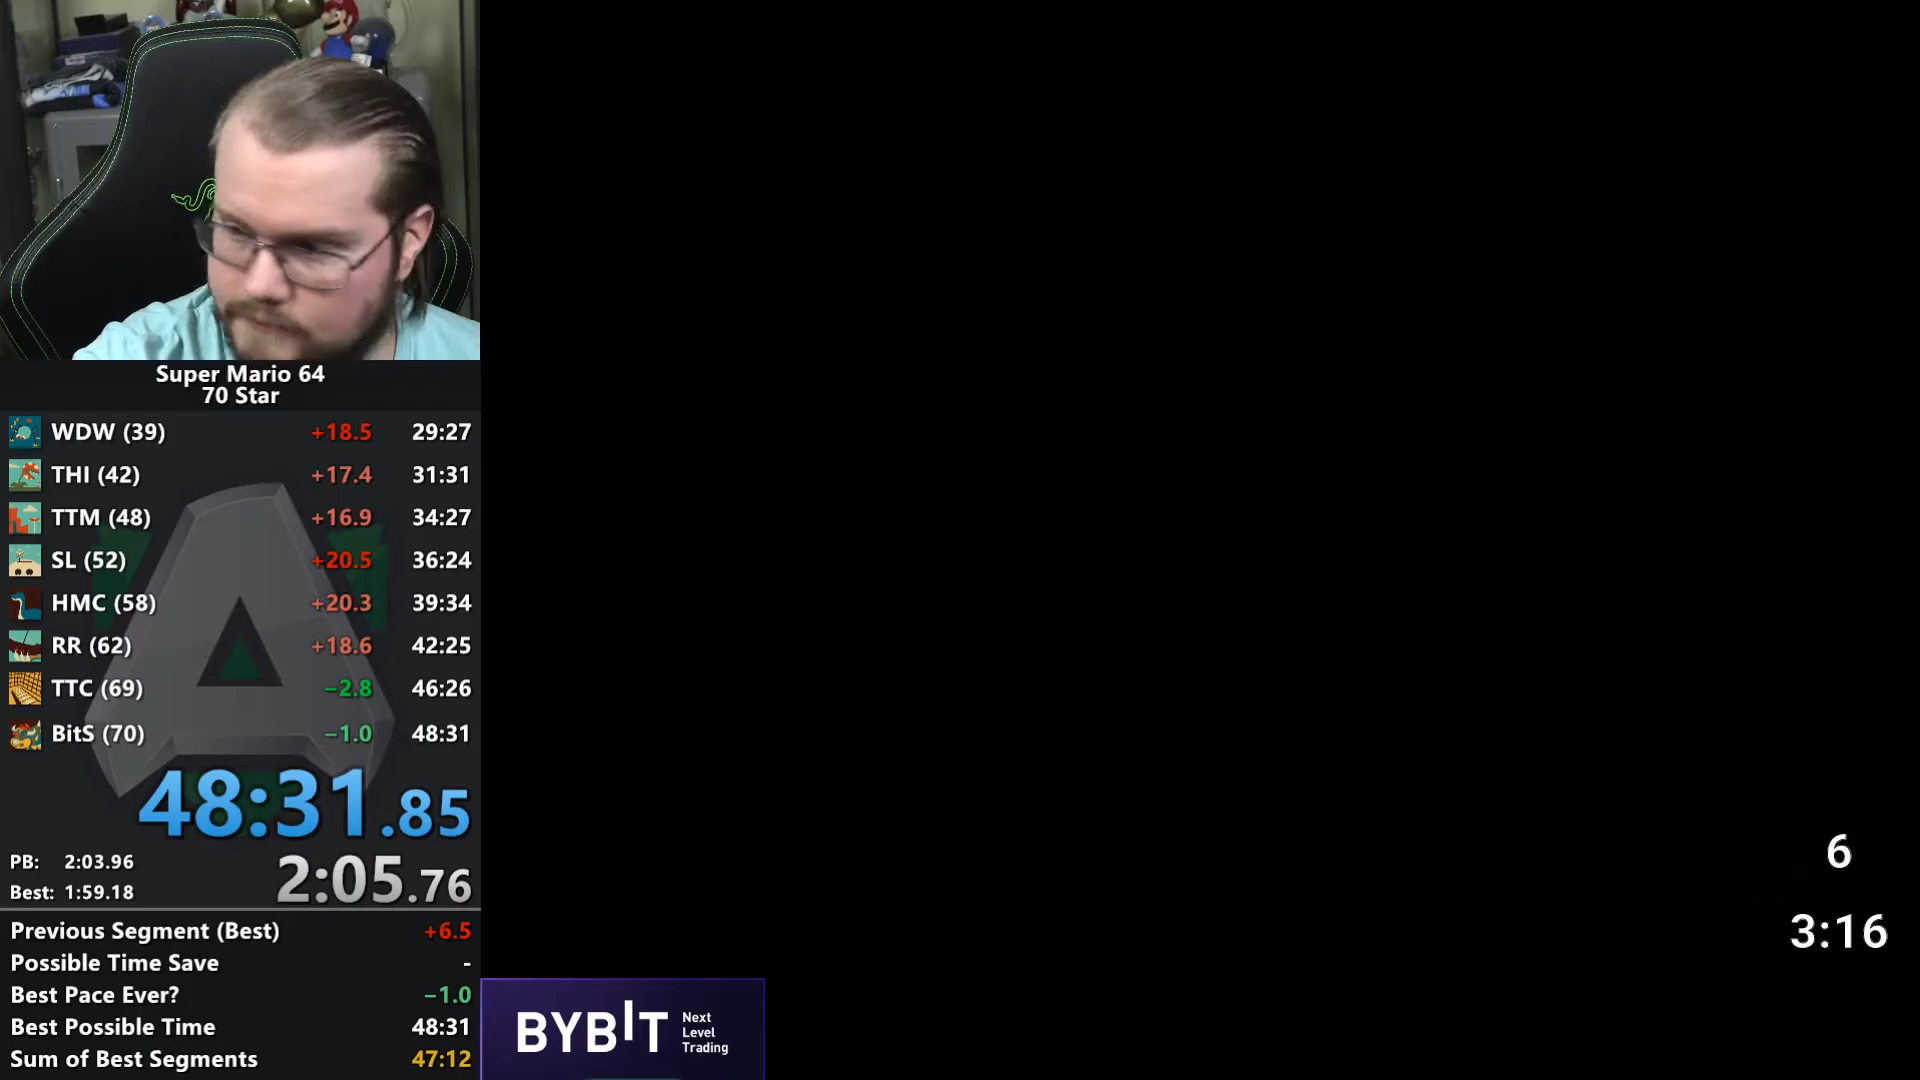 Super Mario 64
70 Star
WDW (39) +18.5 29:27
THI (42) +17.4 31:31
TTM (48) +16.9 34:27
SL (52) +20.5 36:24
HMC (58) +20.3 39:34
RR (62) +18.6 42:25
TTC (69) −2.8 46:26
BitS (70) −1.0 48:31
48:31.85
PB: 2:03.96
Best: 1:59.18
2:05.76
Previous Segment (Best) +6.5
Possible Time Save -
Best Pace Ever? −1.0
Best Possible Time 48:31
Sum of Best Segments 47:12
BYBIT
Next
Level
Trading
6
3:16